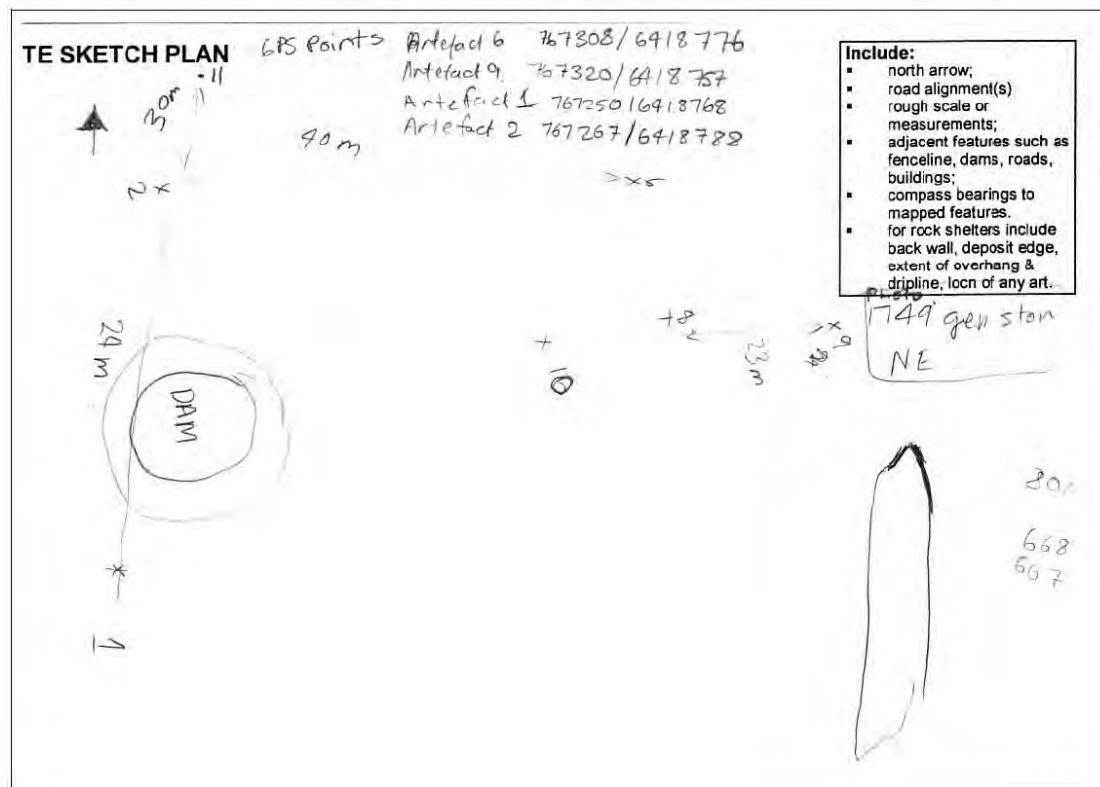 TE SKETCH PLAN
GPS Points
Artefact 6 767308/6418776
Artefact 9 767320/6418757
Artefact 1 767250/6418768
Artefact 2 767267/6418788
Include:
▪ north arrow;
▪ road alignment(s)
▪ rough scale or
measurements;
▪ adjacent features such as
fenceline, dams, roads,
buildings;
▪ compass bearings to
mapped features.
▪ for rock shelters include
back wall, deposit edge,
extent of overhang &
dripline, locn of any art.
11
30m
40 m
x 2
x 5
24 m
DAM
1
+
10
+8
23 m
x 9
Photo
1749 gen ston
NE
80
668
667